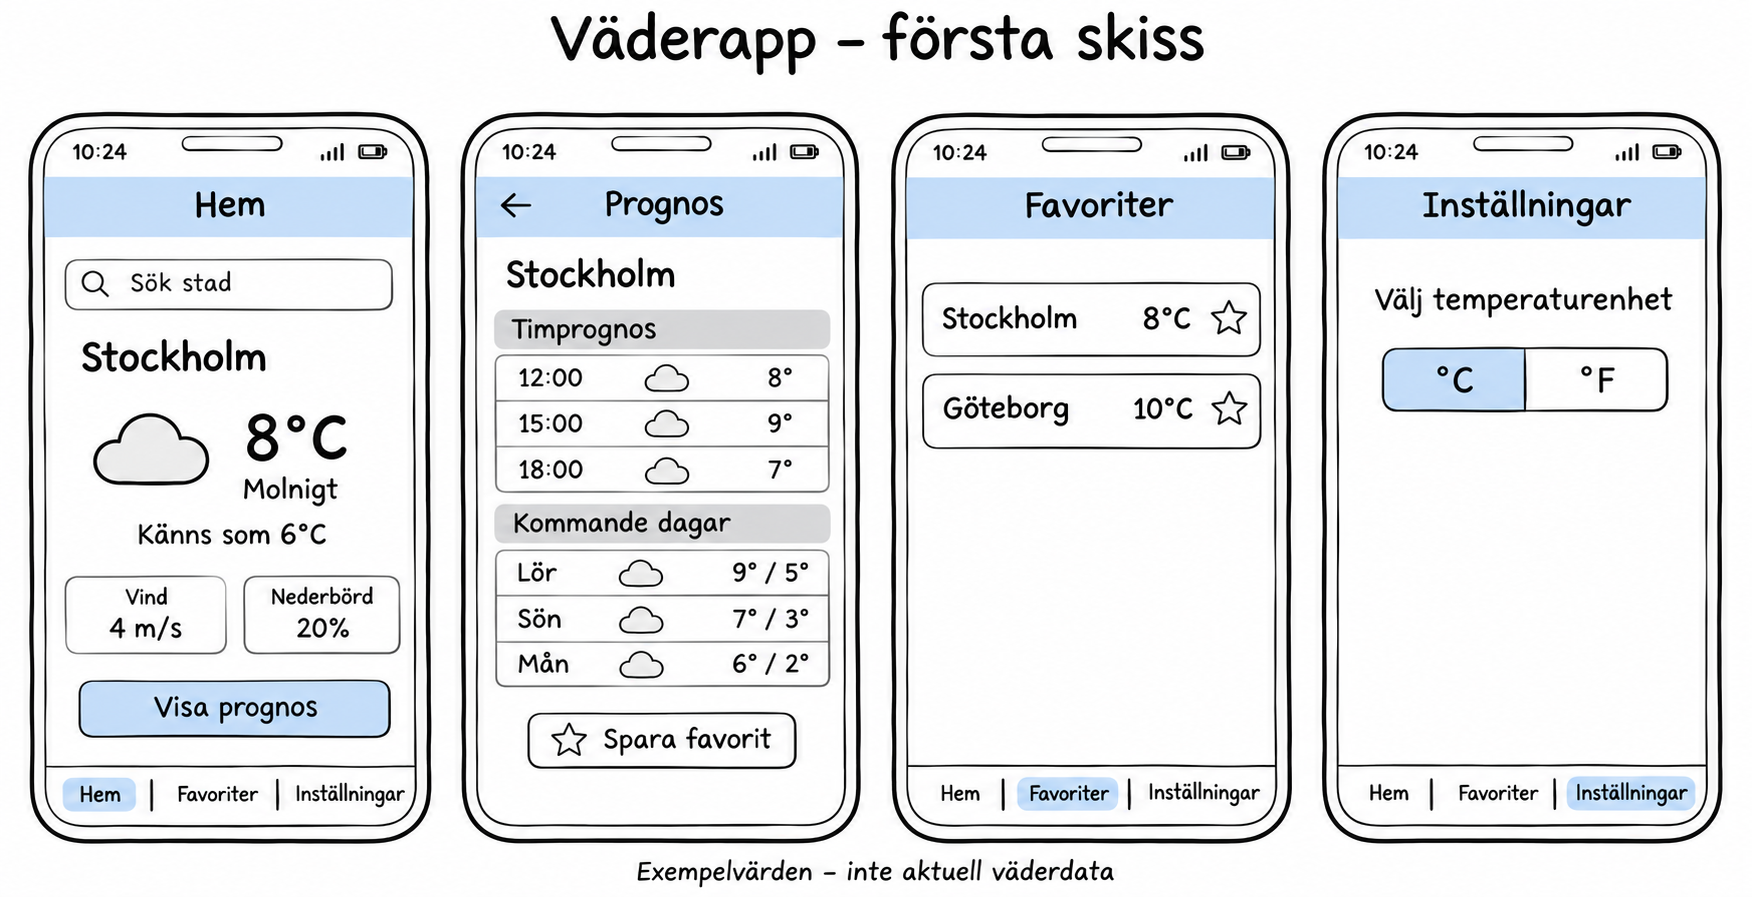 Väderapp – första skiss
10:24
Hem
Sök stad
Stockholm
8°C
Molnigt
Känns som 6°C
Vind
4 m/s
Nederbörd
20%
Visa prognos
Hem | Favoriter | Inställningar
10:24
← Prognos
Stockholm
Timprognos
12:00 8°
15:00 9°
18:00 7°
Kommande dagar
Lör 9° / 5°
Sön 7° / 3°
Mån 6° / 2°
Spara favorit
10:24
Favoriter
Stockholm 8°C
Göteborg 10°C
Hem | Favoriter | Inställningar
10:24
Inställningar
Välj temperaturenhet
°C °F
Hem | Favoriter | Inställningar
Exempelvärden – inte aktuell väderdata